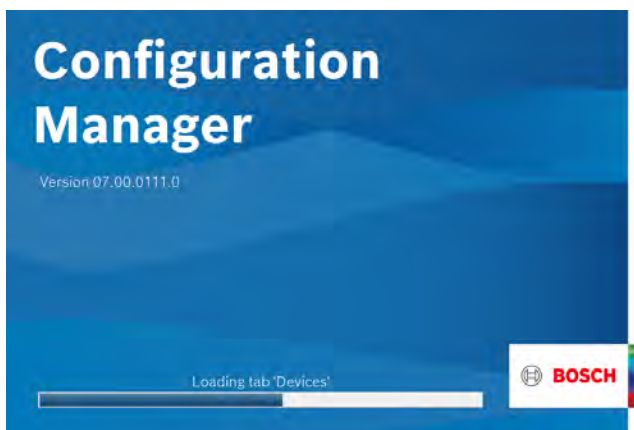 Configuration
Manager
Version 07.00.0111.0
Loading tab 'Devices'
BOSCH